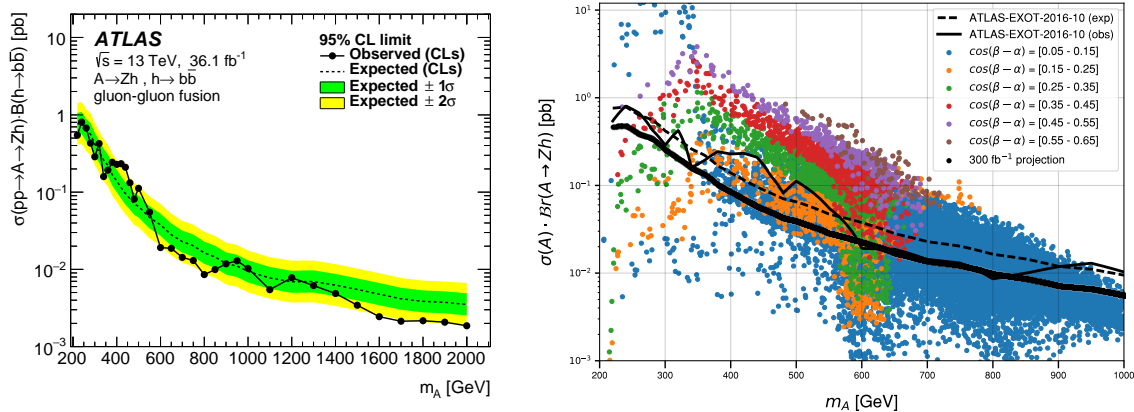 ATLAS
√s = 13 TeV, 36.1 fb⁻¹
A→Zh , h→ bb̅
gluon-gluon fusion
95% CL limit
Observed (CLs)
Expected (CLs)
Expected ± 1σ
Expected ± 2σ
σ(pp→A→Zh)·B(h→bb̅) [pb]
10
1
10⁻¹
10⁻²
10⁻³
200 400 600 800 1000 1200 1400 1600 1800 2000
m_A [GeV]
ATLAS-EXOT-2016-10 (exp)
ATLAS-EXOT-2016-10 (obs)
cos(β−α) = [0.05 - 0.15]
cos(β−α) = [0.15 - 0.25]
cos(β−α) = [0.25 - 0.35]
cos(β−α) = [0.35 - 0.45]
cos(β−α) = [0.45 - 0.55]
cos(β−α) = [0.55 - 0.65]
300 fb⁻¹ projection
σ(A) · Br(A → Zh) [pb]
10¹
10⁰
10⁻¹
10⁻²
10⁻³
200 300 400 500 600 700 800 900 1000
m_A [GeV]